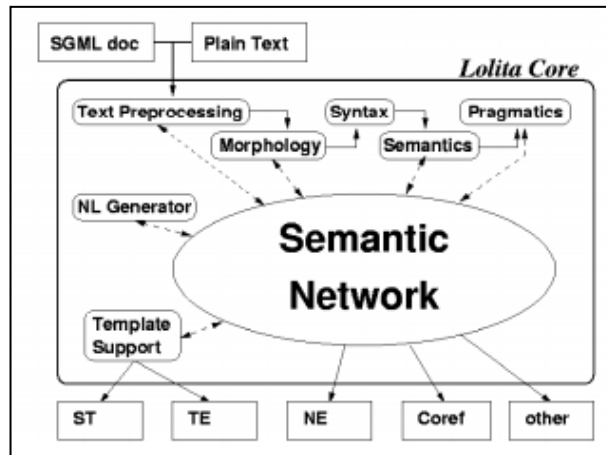 SGML doc
Plain Text
Lolita Core
Text Preprocessing
Syntax
Pragmatics
Morphology
Semantics
NL Generator
Semantic
Network
Template
Support
ST
TE
NE
Coref
other